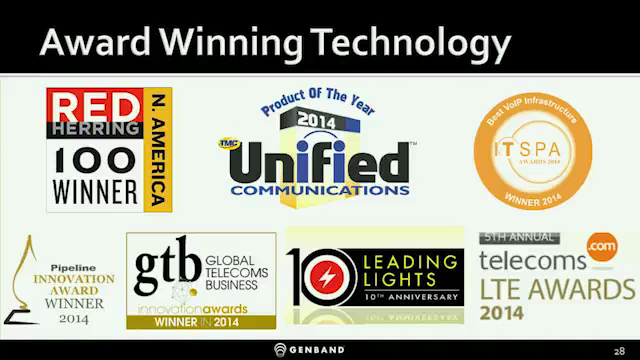 Award Winning Technology
RED
HERRING
100
WINNER
N. AMERICA
Product Of The Year
2014
TMC
Unified™
COMMUNICATIONS
Best VoIP Infrastructure
ITSPA
AWARDS 2014
WINNER 2014
Pipeline
INNOVATION
AWARD
WINNER
2014
gtb GLOBAL
TELECOMS
BUSINESS
innovationawards
WINNER IN 2014
10 LEADING
LIGHTS
10TH ANNIVERSARY
5TH ANNUAL
telecoms.com
LTE AWARDS
2014
GENBAND
28